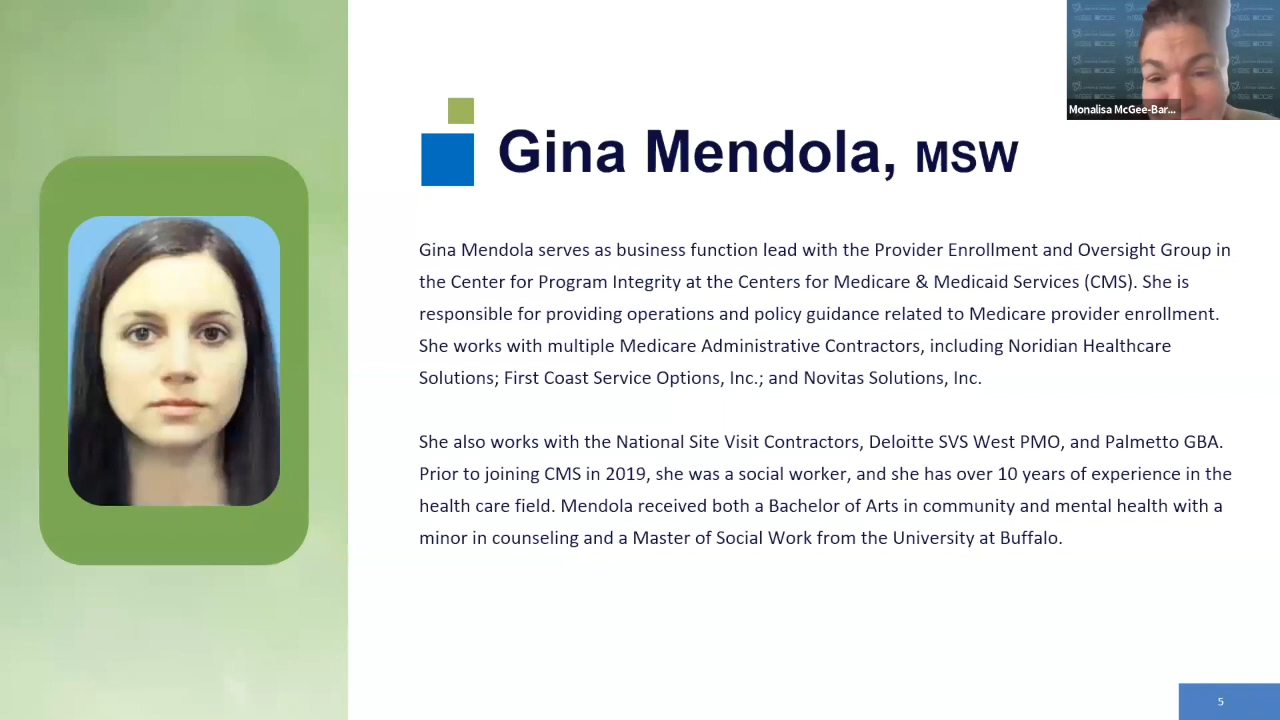 Monalisa McGee-Bar...
Gina Mendola, MSW
Gina Mendola serves as business function lead with the Provider Enrollment and Oversight Group in
the Center for Program Integrity at the Centers for Medicare & Medicaid Services (CMS). She is
responsible for providing operations and policy guidance related to Medicare provider enrollment.
She works with multiple Medicare Administrative Contractors, including Noridian Healthcare
Solutions; First Coast Service Options, Inc.; and Novitas Solutions, Inc.
She also works with the National Site Visit Contractors, Deloitte SVS West PMO, and Palmetto GBA.
Prior to joining CMS in 2019, she was a social worker, and she has over 10 years of experience in the
health care field. Mendola received both a Bachelor of Arts in community and mental health with a
minor in counseling and a Master of Social Work from the University at Buffalo.
5